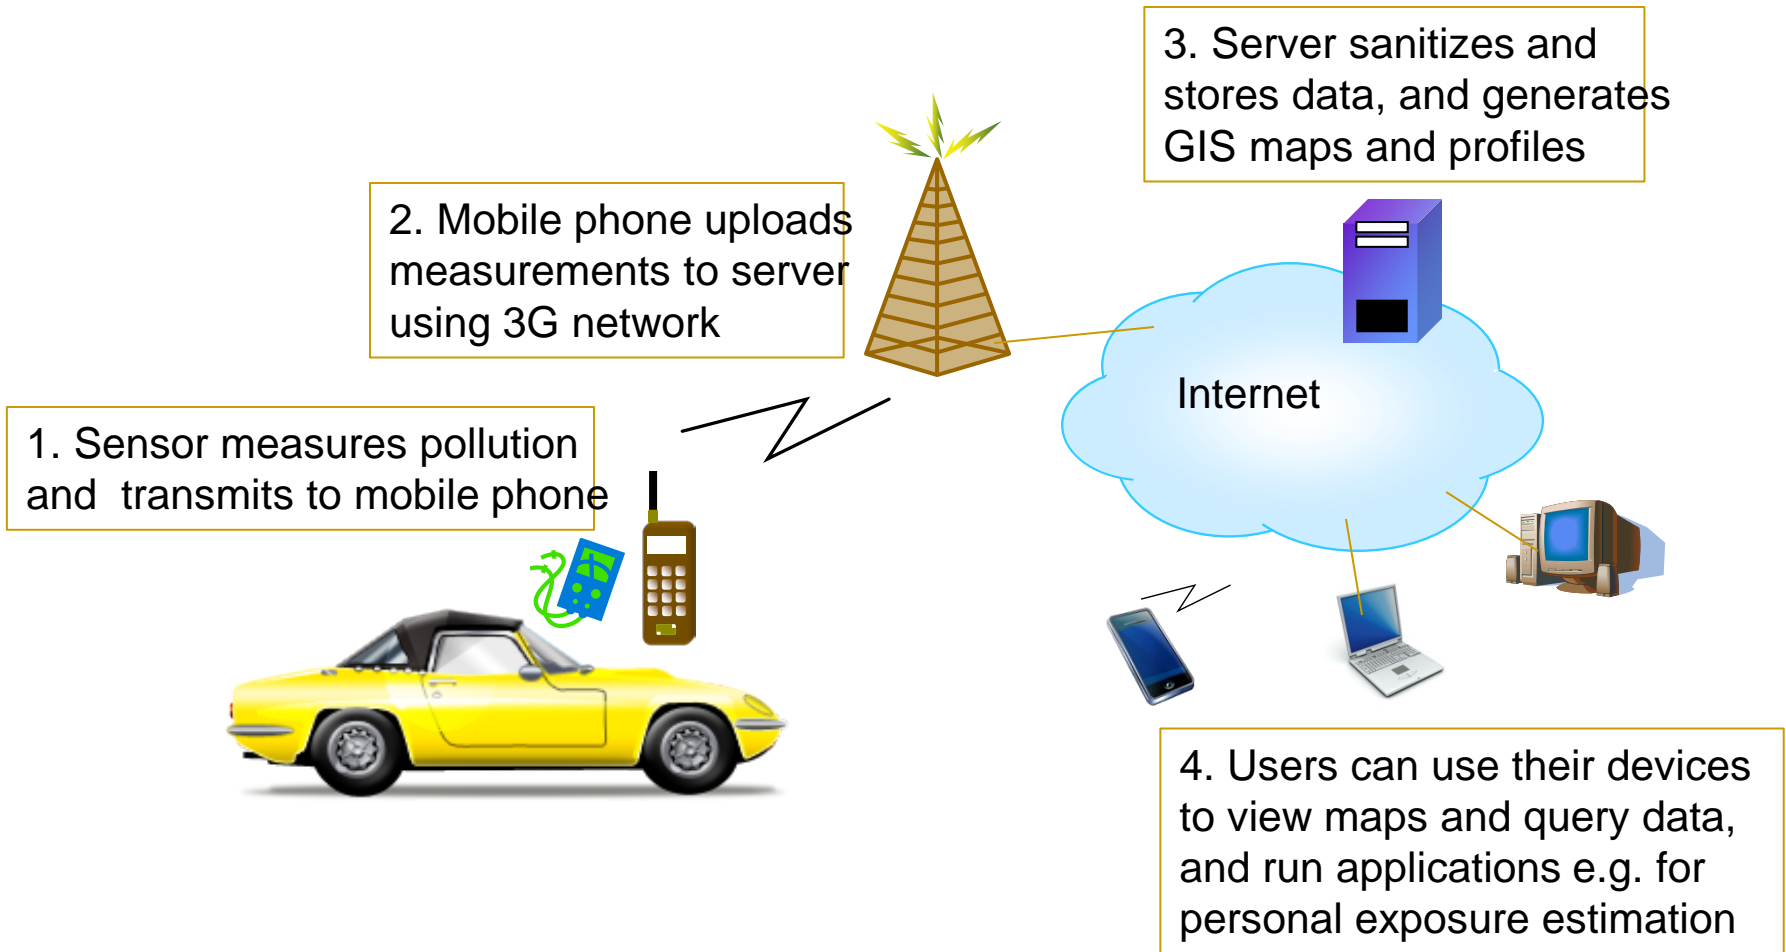 1. Sensor measures pollution
and  transmits to mobile phone
2. Mobile phone uploads
measurements to server
using 3G network
3. Server sanitizes and
stores data, and generates
GIS maps and profiles
Internet
4. Users can use their devices
to view maps and query data,
and run applications e.g. for
personal exposure estimation